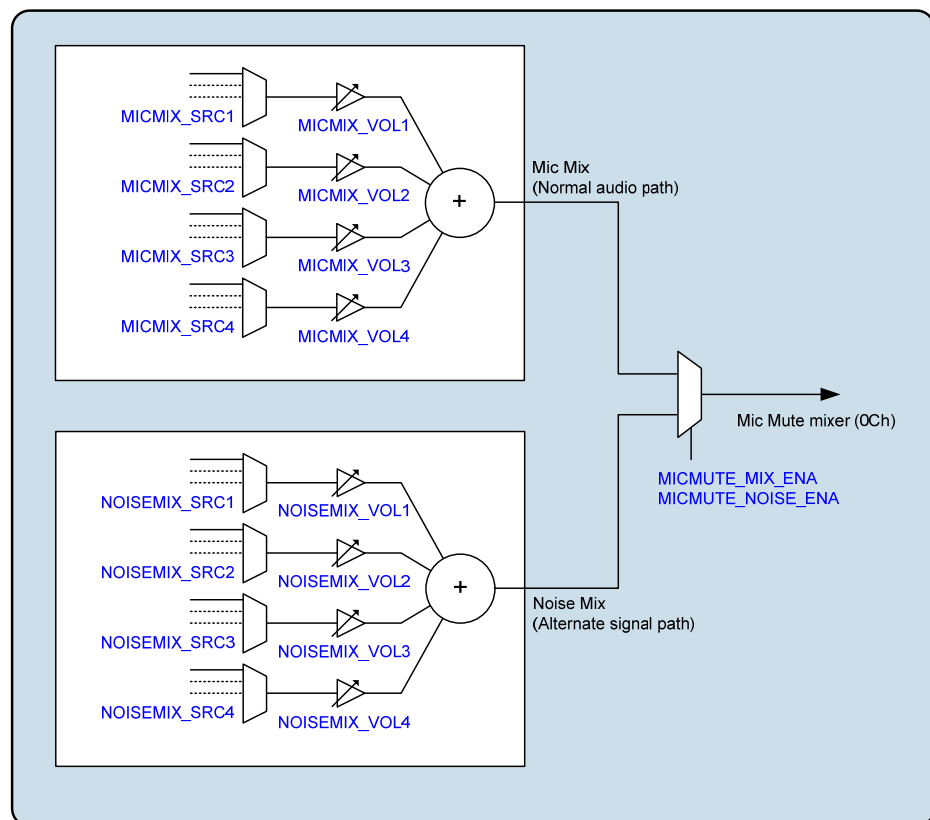 MICMIX_SRC1
MICMIX_VOL1
MICMIX_SRC2
MICMIX_VOL2
MICMIX_SRC3
MICMIX_VOL3
MICMIX_SRC4
MICMIX_VOL4
+
Mic Mix
(Normal audio path)
Mic Mute mixer (0Ch)
MICMUTE_MIX_ENA
MICMUTE_NOISE_ENA
NOISEMIX_SRC1
NOISEMIX_VOL1
NOISEMIX_SRC2
NOISEMIX_VOL2
NOISEMIX_SRC3
NOISEMIX_VOL3
NOISEMIX_SRC4
NOISEMIX_VOL4
+
Noise Mix
(Alternate signal path)